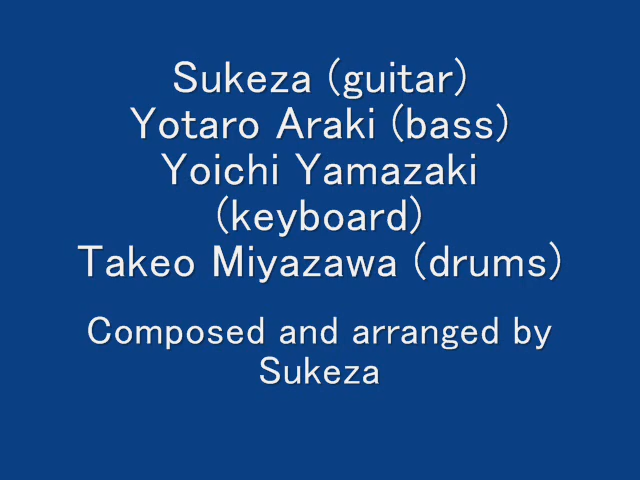 Sukeza (guitar)
Yotaro Araki (bass)
Yoichi Yamazaki
(keyboard)
Takeo Miyazawa (drums)
Composed and arranged by
Sukeza